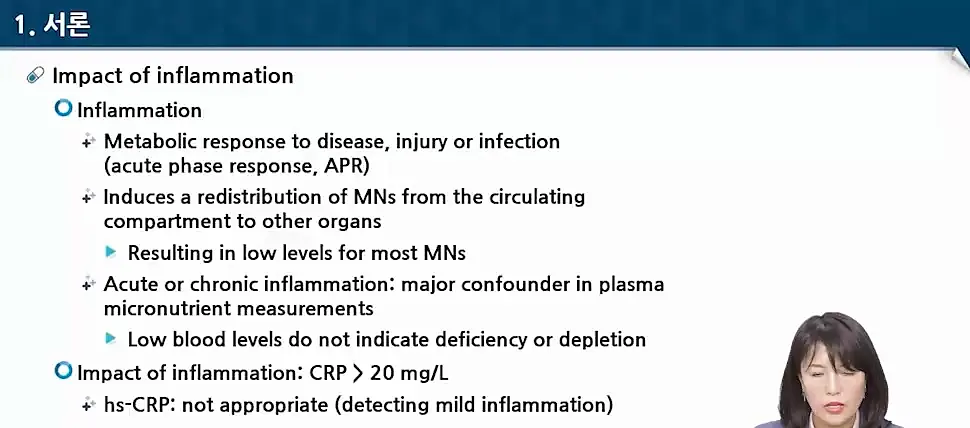 1. 서론
Impact of inflammation
Inflammation
Metabolic response to disease, injury or infection
(acute phase response, APR)
Induces a redistribution of MNs from the circulating
compartment to other organs
Resulting in low levels for most MNs
Acute or chronic inflammation: major confounder in plasma
micronutrient measurements
Low blood levels do not indicate deficiency or depletion
Impact of inflammation: CRP > 20 mg/L
hs-CRP: not appropriate (detecting mild inflammation)